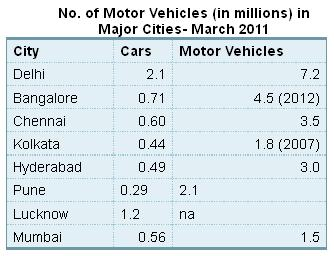 No. of Motor Vehicles (in millions) in
Major Cities- March 2011
City Cars Motor Vehicles
Delhi 2.1 7.2
Bangalore 0.71 4.5 (2012)
Chennai 0.60 3.5
Kolkata 0.44 1.8 (2007)
Hyderabad 0.49 3.0
Pune 0.29 2.1
Lucknow 1.2 na
Mumbai 0.56 1.5